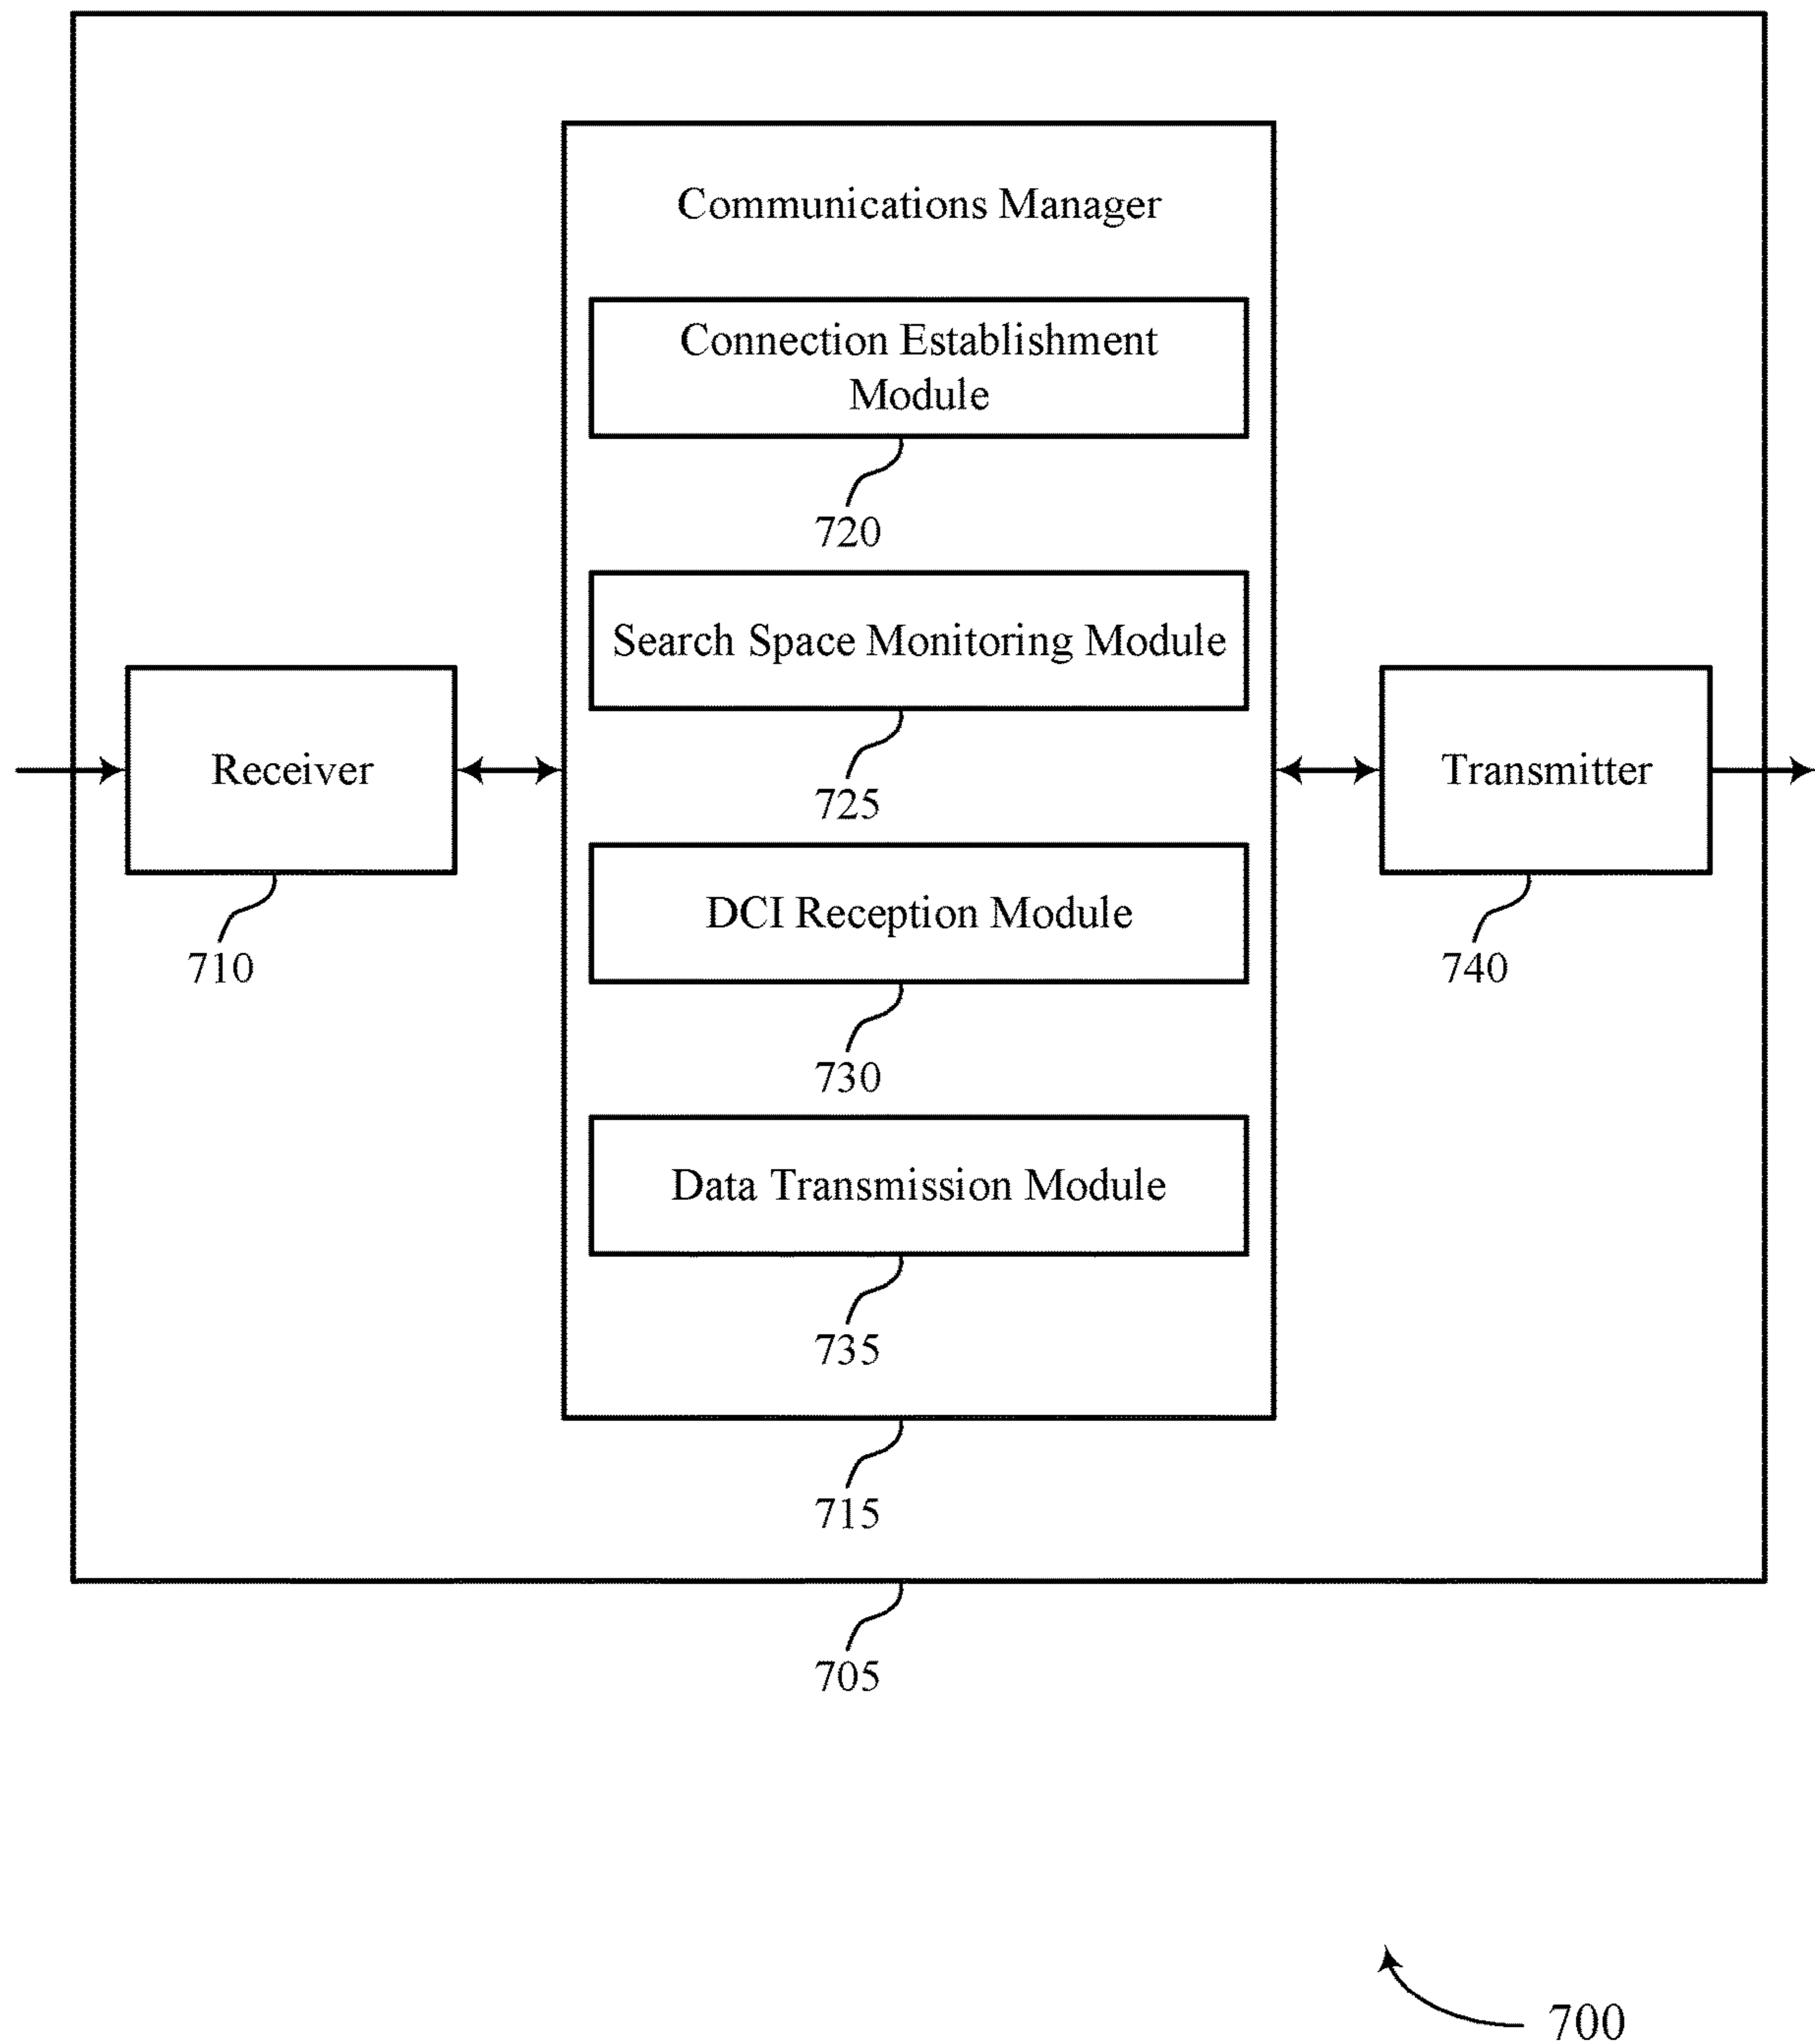 Communications Manager
Connection Establishment
Module
720
Search Space Monitoring Module
725
Receiver
710
Transmitter
740
DCI Reception Module
730
Data Transmission Module
735
715
705
700